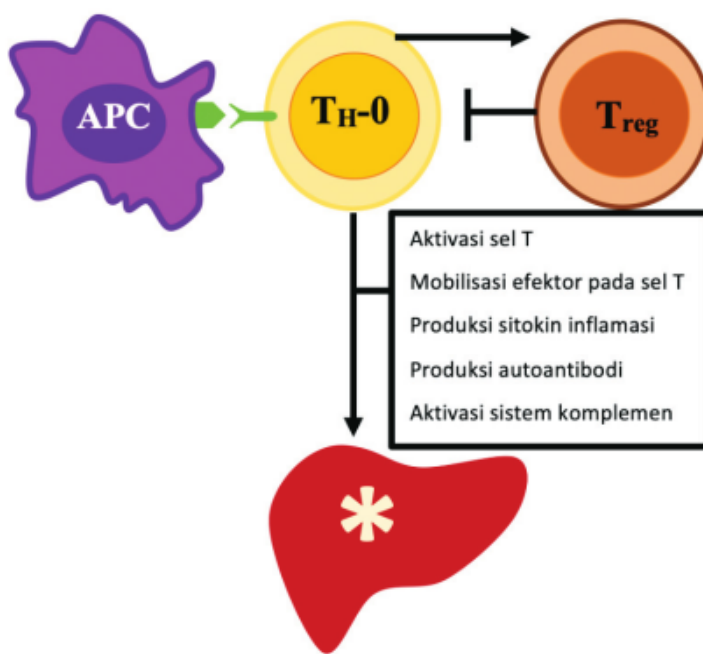 APC
TH-0
Treg
Aktivasi sel T
Mobilisasi efektor pada sel T
Produksi sitokin inflamasi
Produksi autoantibodi
Aktivasi sistem komplemen
*